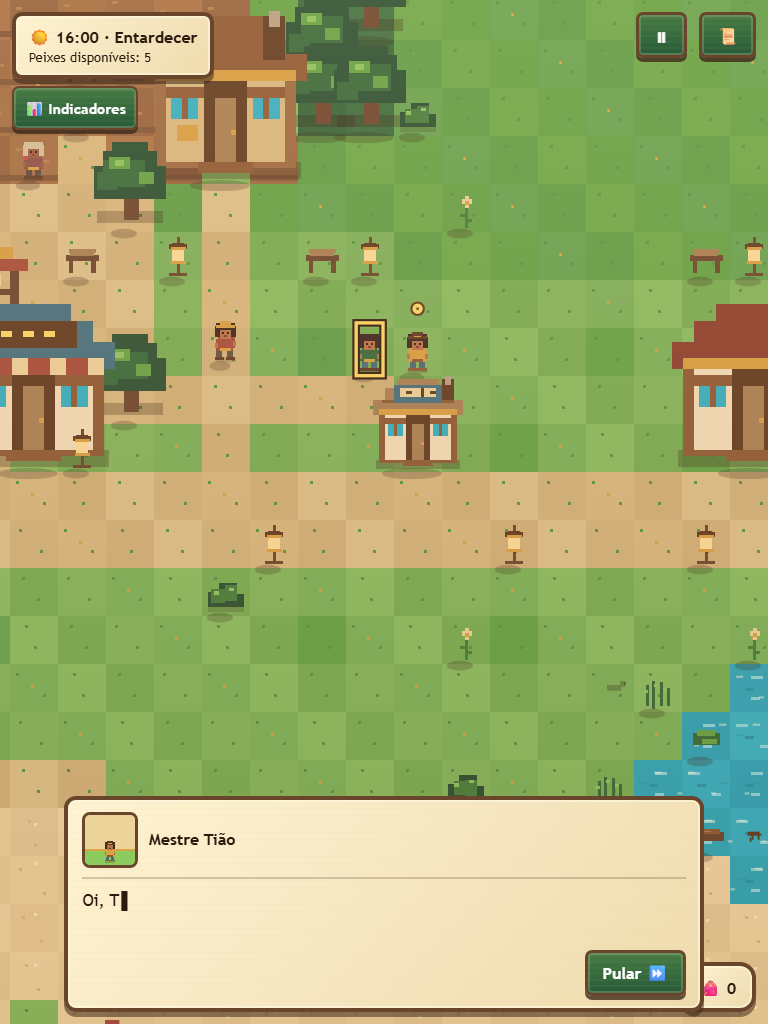 16:00 · Entardecer
Peixes disponíveis: 5
Indicadores
Mestre Tião
Oi, T
Pular
0